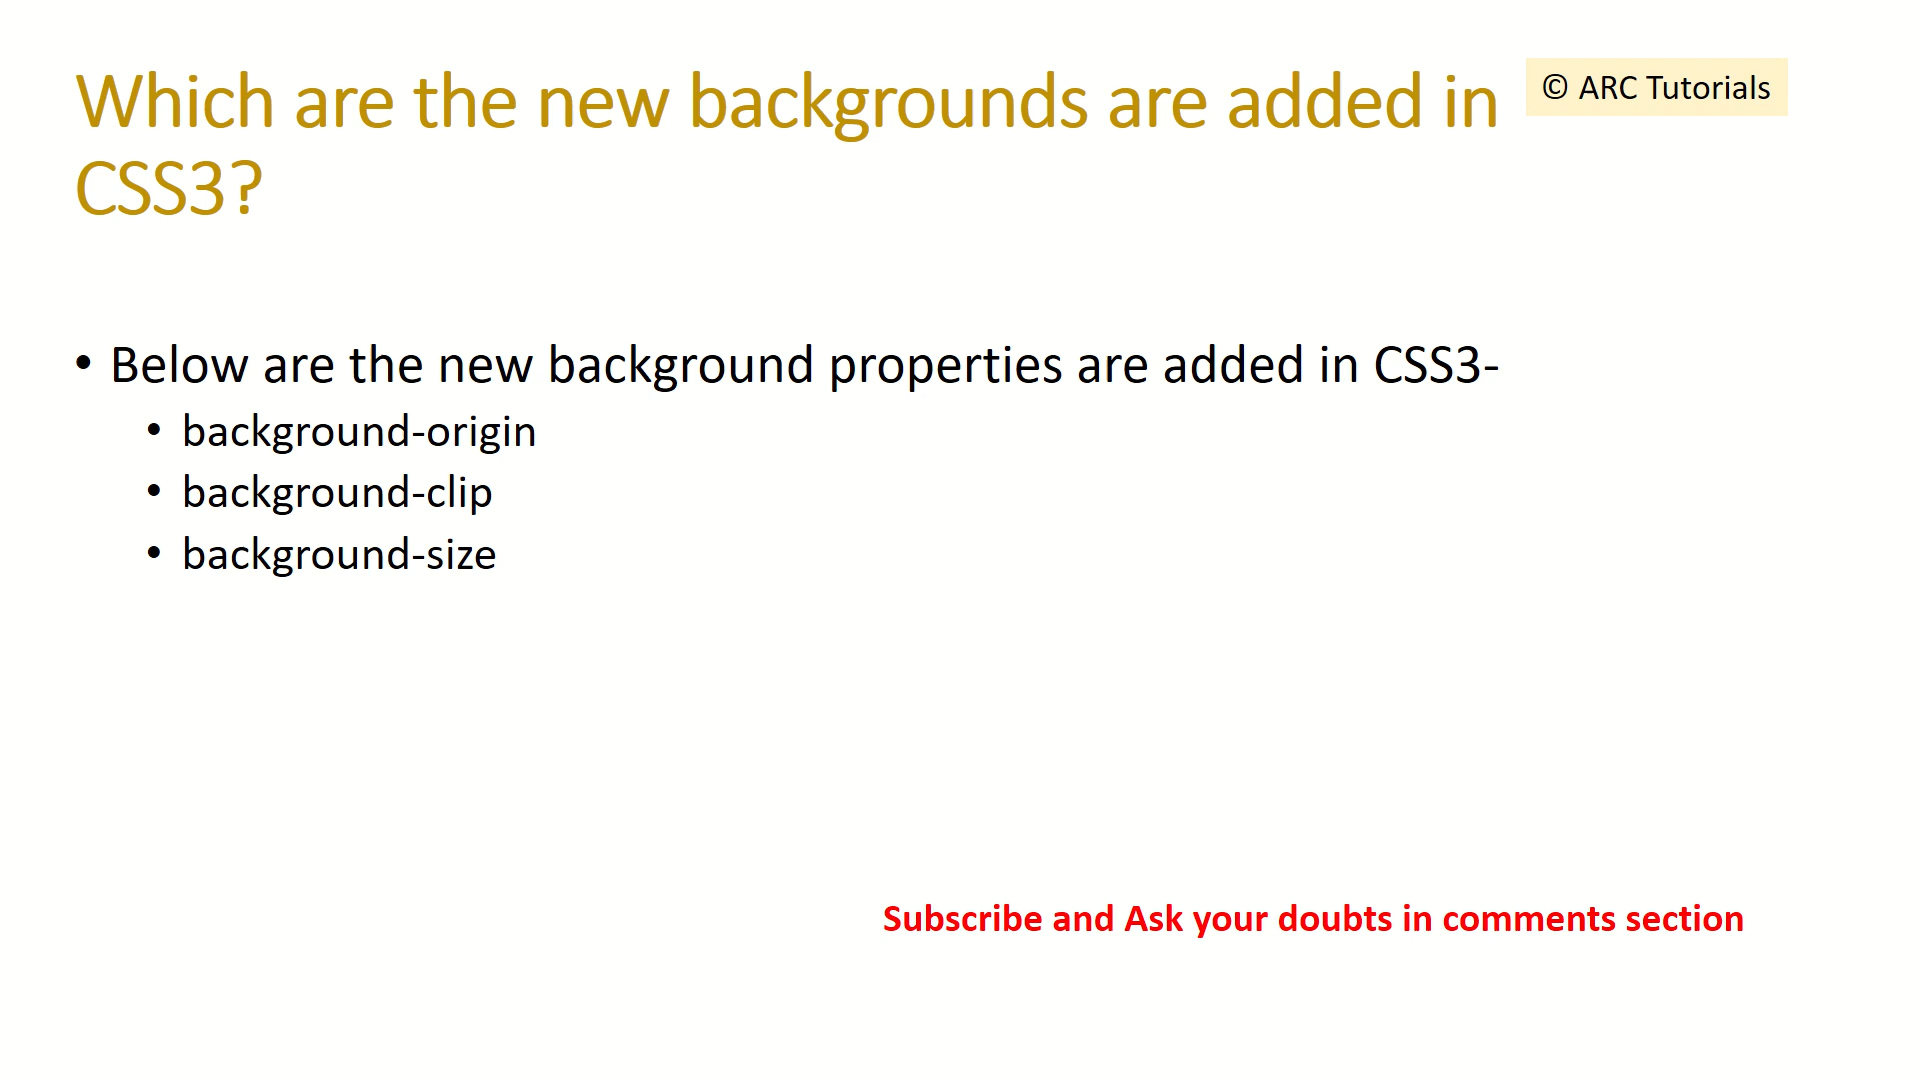 Which are the new backgrounds are added in
CSS3?
© ARC Tutorials
• Below are the new background properties are added in CSS3-
• background-origin
• background-clip
• background-size
Subscribe and Ask your doubts in comments section